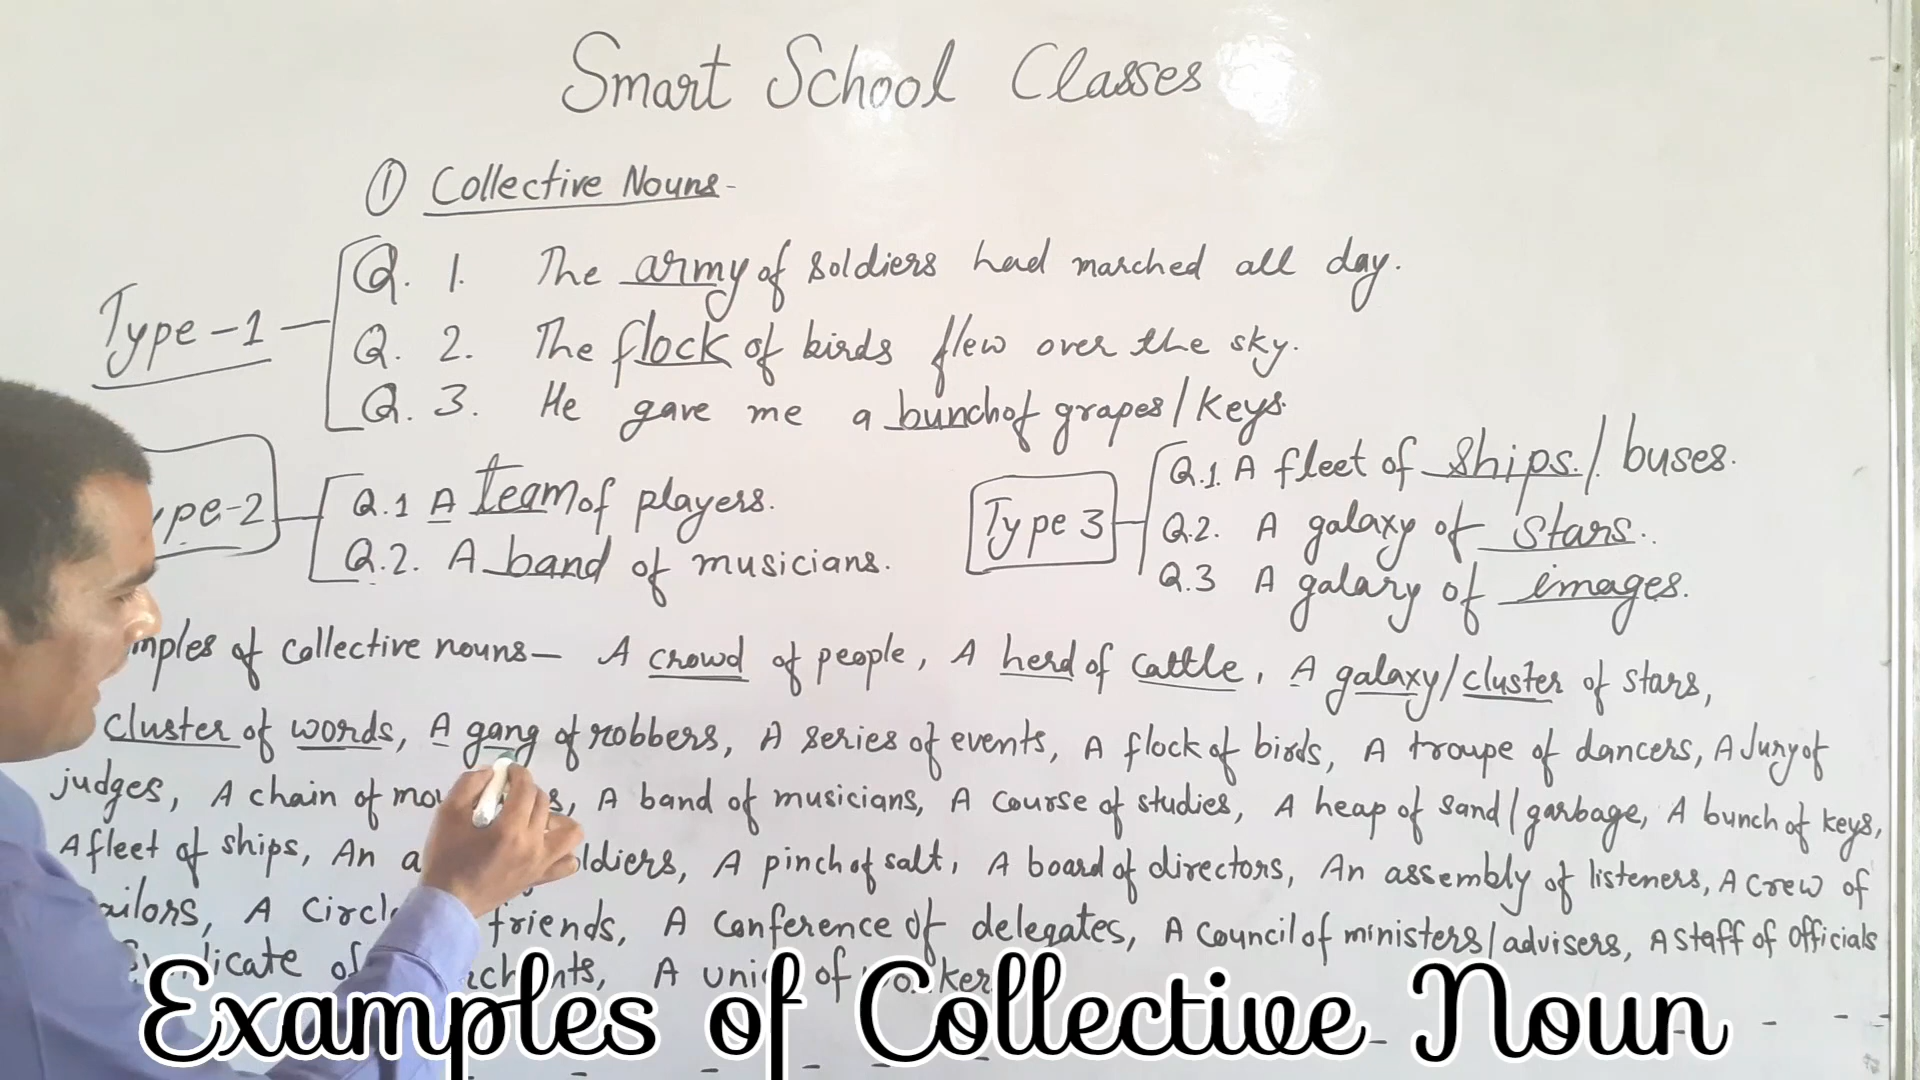 Smart School Classes
① Collective Nouns-
Type-1
Q. 1. The army of soldiers had marched all day.
Q. 2. The flock of birds flew over the sky.
Q. 3. He gave me a bunch of grapes/keys.
ype-2
Q.1 A team of players.
Q.2. A band of musicians.
Type 3
Q.1. A fleet of ships./. buses.
Q.2. A galaxy of stars..
Q.3 A galary of images.
mples of collective nouns— A crowd of people, A herd of cattle, A galaxy/cluster of stars,
cluster of words, A gang of robbers, A series of events, A flock of birds, A troupe of dancers, A Jury of
judges, A chain of mou s, A band of musicians, A course of studies, A heap of sand/garbage, A bunch of keys,
A fleet of ships, An a ldiers, A pinch of salt, A board of directors, An assembly of listeners, A crew of
ailors, A circl friends, A conference of delegates, A council of ministers/advisers, A staff of officials
of nts, A of
Examples of Collective Noun